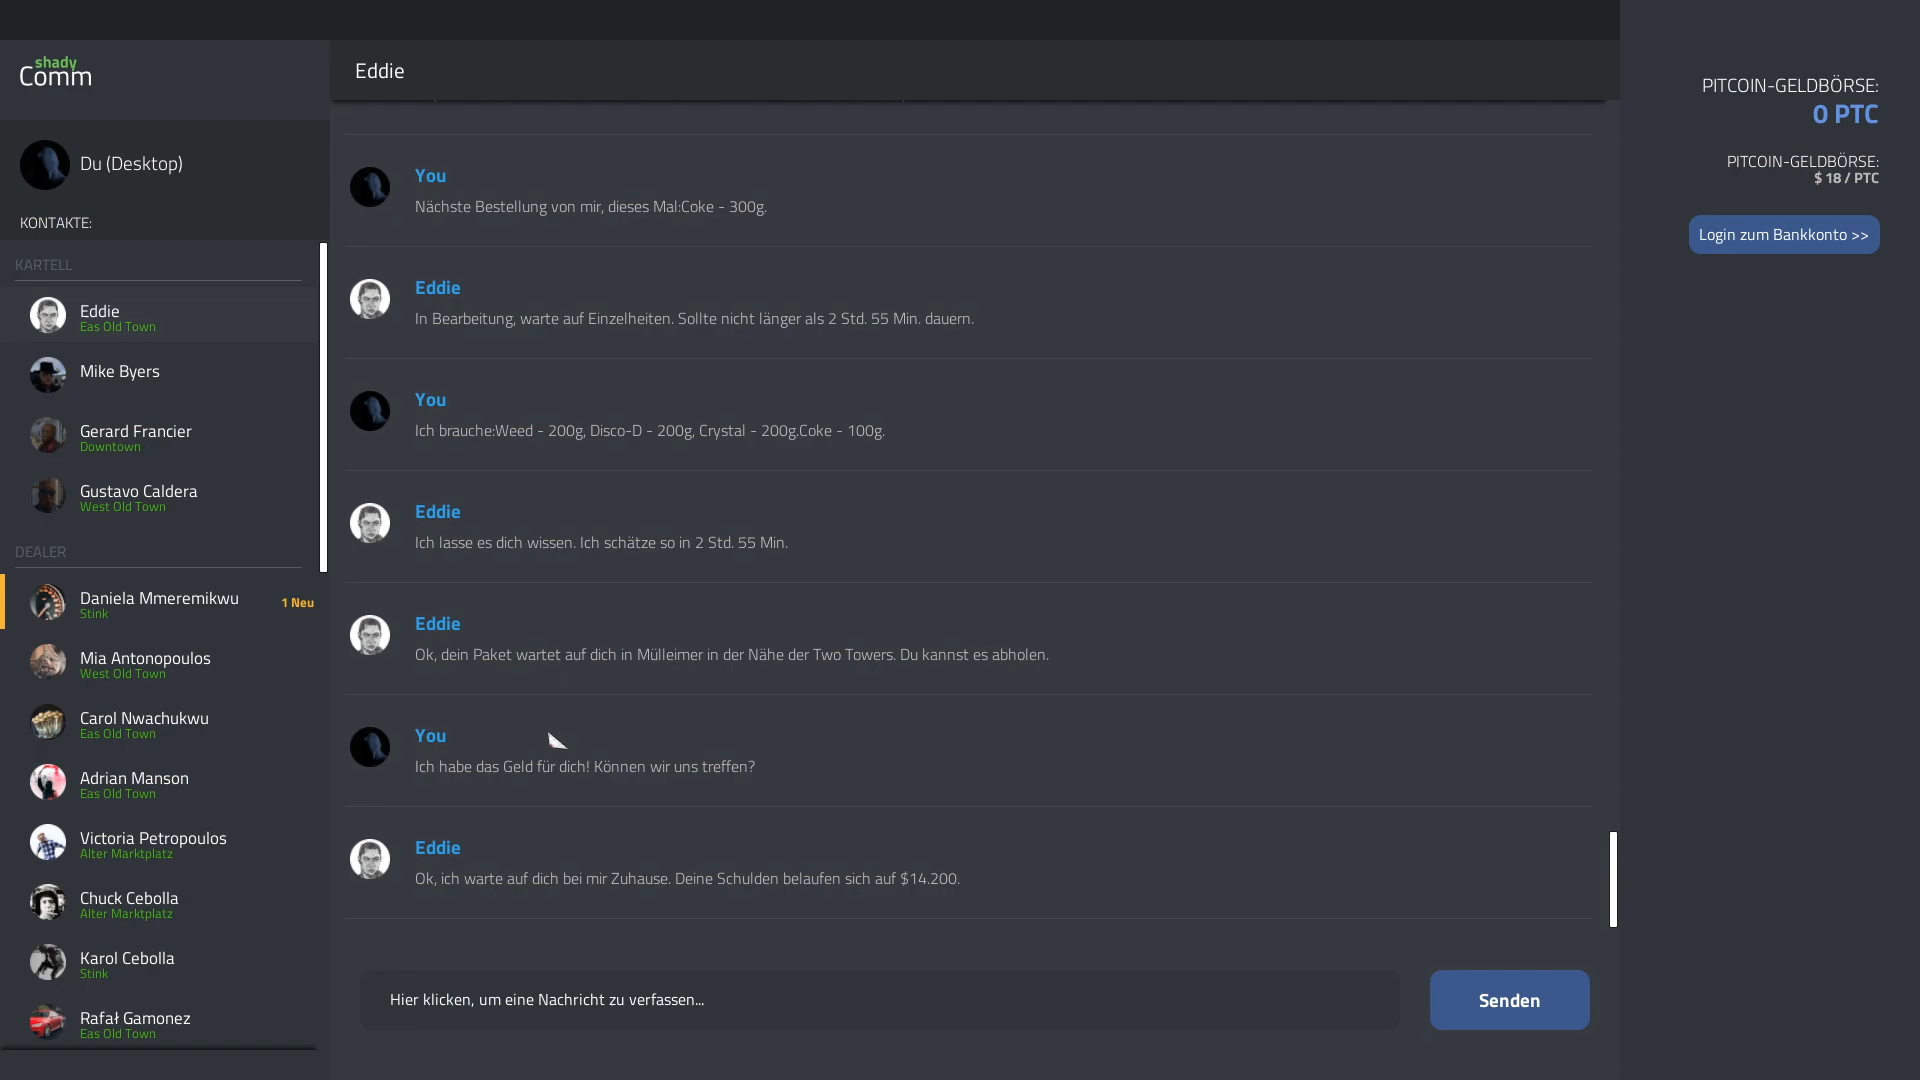 shady
Comm
Du (Desktop)
KONTAKTE:
KARTELL
Eddie
Eas Old Town
Mike Byers
Gerard Francier
Downtown
Gustavo Caldera
West Old Town
DEALER
Daniela Mmeremikwu
Stink
1 Neu
Mia Antonopoulos
West Old Town
Carol Nwachukwu
Eas Old Town
Adrian Manson
Eas Old Town
Victoria Petropoulos
Alter Marktplatz
Chuck Cebolla
Alter Marktplatz
Karol Cebolla
Stink
Rafał Gamonez
Eas Old Town
Eddie
You
Nächste Bestellung von mir, dieses Mal:Coke - 300g.
Eddie
In Bearbeitung, warte auf Einzelheiten. Sollte nicht länger als 2 Std. 55 Min. dauern.
You
Ich brauche:Weed - 200g, Disco-D - 200g, Crystal - 200g,Coke - 100g.
Eddie
Ich lasse es dich wissen. Ich schätze so in 2 Std. 55 Min.
Eddie
Ok, dein Paket wartet auf dich in Mülleimer in der Nähe der Two Towers. Du kannst es abholen.
You
Ich habe das Geld für dich! Können wir uns treffen?
Eddie
Ok, ich warte auf dich bei mir Zuhause. Deine Schulden belaufen sich auf $14.200.
Hier klicken, um eine Nachricht zu verfassen...
Senden
PITCOIN-GELDBÖRSE:
0 PTC
PITCOIN-GELDBÖRSE:
$ 18 / PTC
Login zum Bankkonto >>